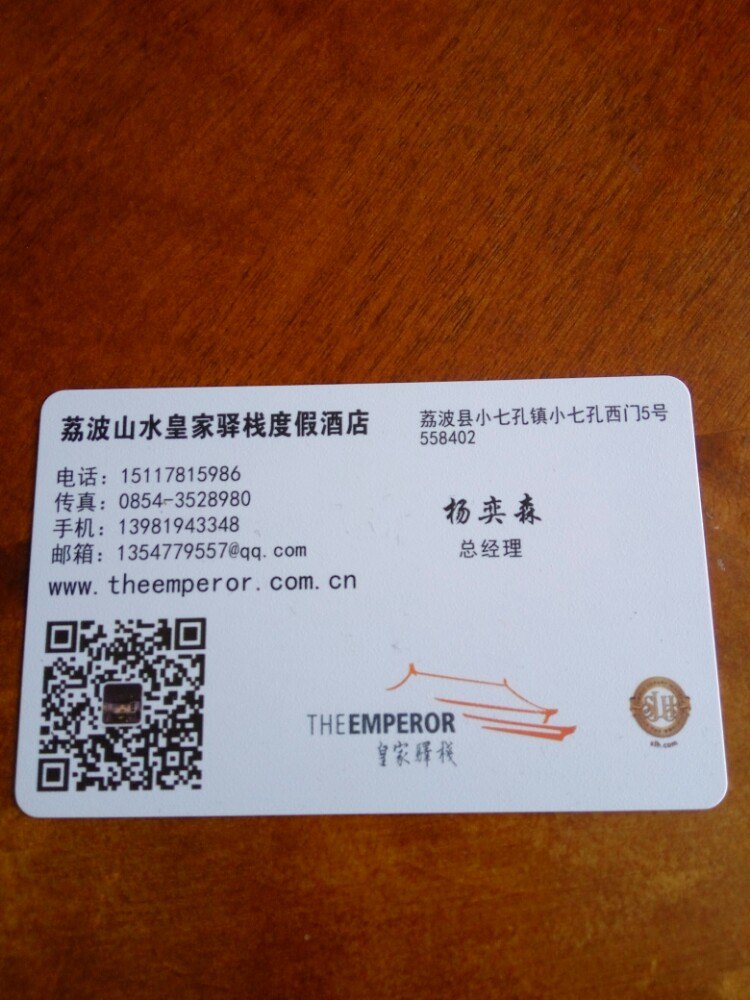 荔波山水皇家驿栈度假酒店
荔波县小七孔镇小七孔西门5号
558402
电话：15117815986
传真：0854-3528980
手机：13981943348
邮箱：1354779557@qq.com
www.theemperor.com.cn
杨奕森
总经理
THEEMPEROR
皇家驿栈
SLH
slh.com